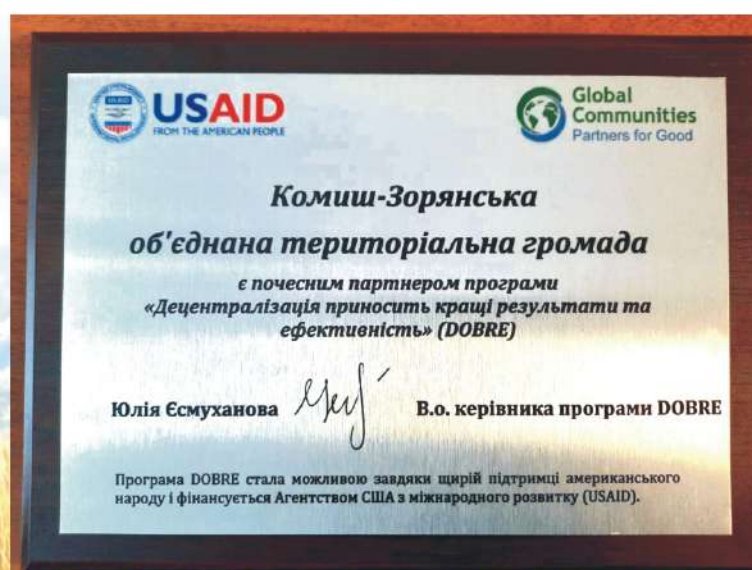 USAID
FROM THE AMERICAN PEOPLE
Global
Communities
Partners for Good
Комиш-Зорянська
об'єднана територіальна громада
є почесним партнером програми
«Децентралізація приносить кращі результати та
ефективність» (DOBRE)
Юлія Єсмуханова В.о. керівника програми DOBRE
Програма DOBRE стала можливою завдяки щирій підтримці американського
народу і фінансується Агентством США з міжнародного розвитку (USAID).